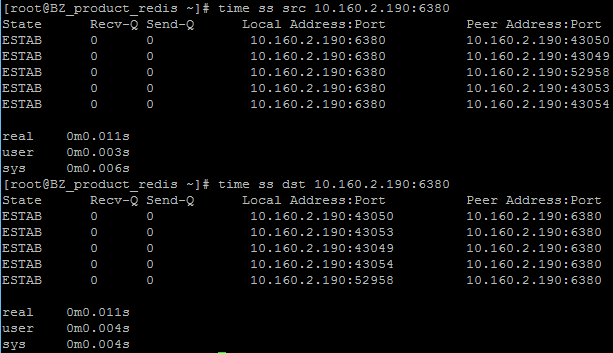 [root@BZ_product_redis ~]# time ss src 10.160.2.190:6380
State Recv-Q Send-Q Local Address:Port Peer Address:Port
ESTAB 0 0 10.160.2.190:6380 10.160.2.190:43050
ESTAB 0 0 10.160.2.190:6380 10.160.2.190:43049
ESTAB 0 0 10.160.2.190:6380 10.160.2.190:52958
ESTAB 0 0 10.160.2.190:6380 10.160.2.190:43053
ESTAB 0 0 10.160.2.190:6380 10.160.2.190:43054
real 0m0.011s
user 0m0.003s
sys 0m0.006s
[root@BZ_product_redis ~]# time ss dst 10.160.2.190:6380
State Recv-Q Send-Q Local Address:Port Peer Address:Port
ESTAB 0 0 10.160.2.190:43050 10.160.2.190:6380
ESTAB 0 0 10.160.2.190:43053 10.160.2.190:6380
ESTAB 0 0 10.160.2.190:43049 10.160.2.190:6380
ESTAB 0 0 10.160.2.190:43054 10.160.2.190:6380
ESTAB 0 0 10.160.2.190:52958 10.160.2.190:6380
real 0m0.011s
user 0m0.004s
sys 0m0.004s